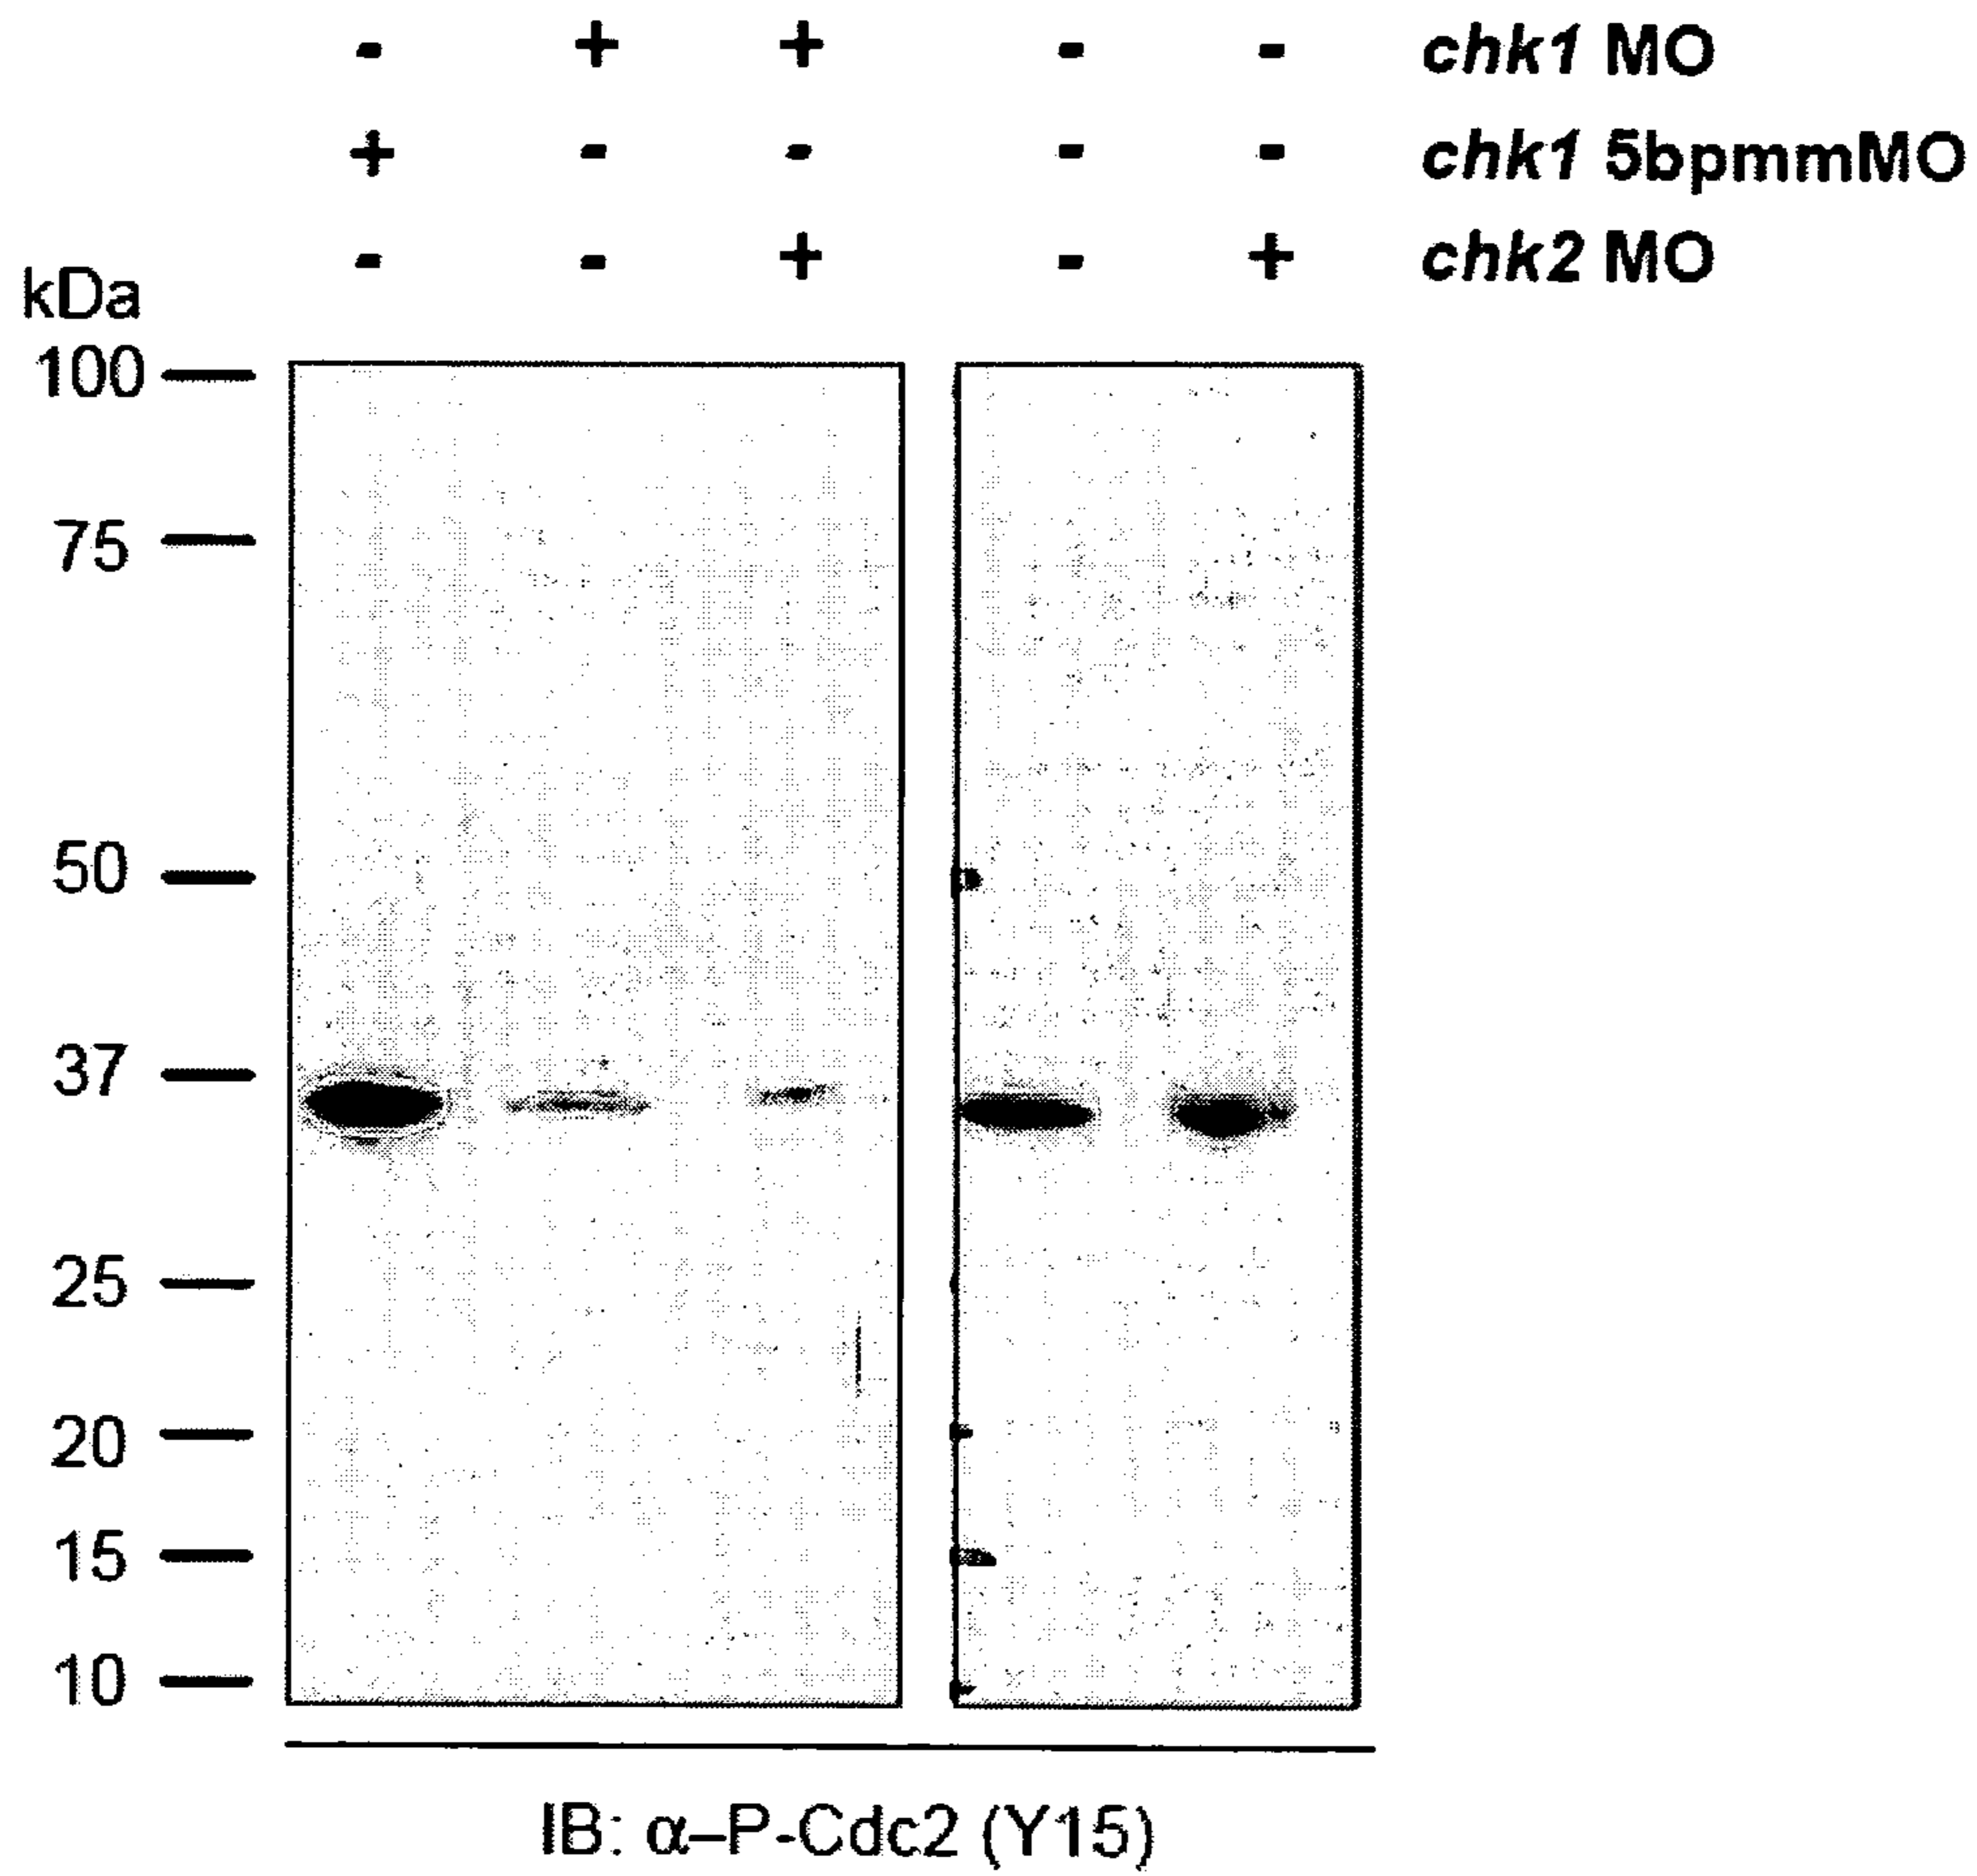 - + + - - chk1 MO
+ - - - - chk1 5bpmmMO
- - + - + chk2 MO
kDa
100
75
50
37
25
20
15
10
IB: α–P-Cdc2 (Y15)